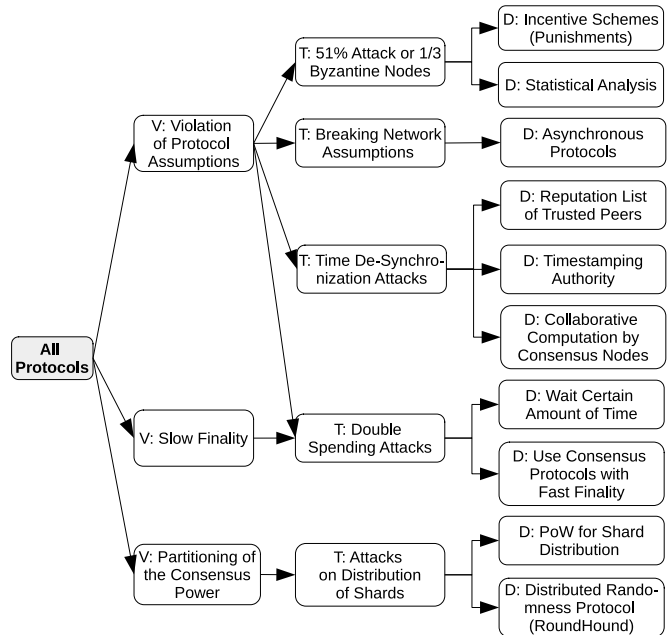 All
Protocols
V: Violation
of Protocol
Assumptions
V: Slow Finality
V: Partitioning of
the Consensus
Power
T: 51% Attack or 1/3
Byzantine Nodes
T: Breaking Network
Assumptions
T: Time De-Synchro-
nization Attacks
T: Double
Spending Attacks
T: Attacks
on Distribution
of Shards
D: Incentive Schemes
(Punishments)
D: Statistical Analysis
D: Asynchronous
Protocols
D: Reputation List
of Trusted Peers
D: Timestamping
Authority
D: Collaborative
Computation by
Consensus Nodes
D: Wait Certain
Amount of Time
D: Use Consensus
Protocols with
Fast Finality
D: PoW for Shard
Distribution
D: Distributed Rando-
mness Protocol
(RoundHound)